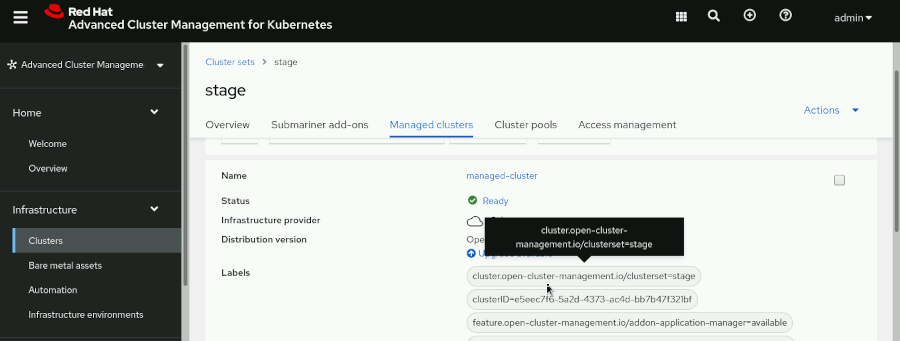 Red Hat
Advanced Cluster Management for Kubernetes
admin
Advanced Cluster Manageme
Cluster sets > stage
stage
Actions
Overview Submariner add-ons Managed clusters Cluster pools Access management
Home
Welcome
Overview
Infrastructure
Clusters
Bare metal assets
Automation
Infrastructure environments
Name managed-cluster
Status Ready
Infrastructure provider
cluster.open-cluster-
management.io/clusterset=stage
Distribution version Ope
Labels cluster.open-cluster-management.io/clusterset=stage
clusterID=e5eec7f6-5a2d-4373-ac4d-bb7b47f321bf
feature.open-cluster-management.io/addon-application-manager=available